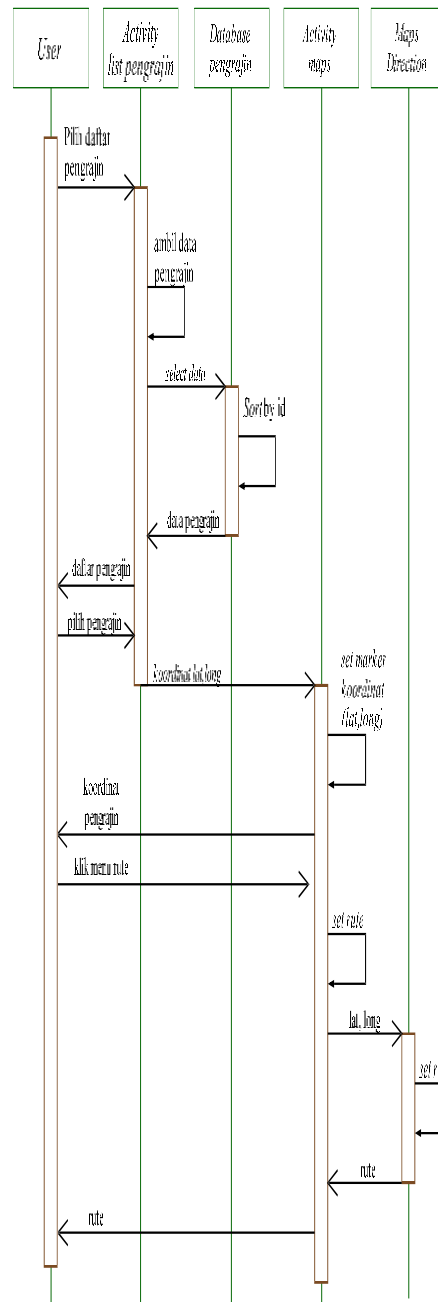 User
Activity
list pengrajin
Database
pengrajin
Activity
maps
Maps
Direction
Pilih daftar
pengrajin
ambil data
pengrajin
select data
Sort by id
data pengrajin
daftar pengrajin
pilih pengrajin
koordinat lat,long
set marker
koordinat
(lat,long)
koordinat
pengrajin
klik menu rute
set rute
lat, long
set r
rute
rute